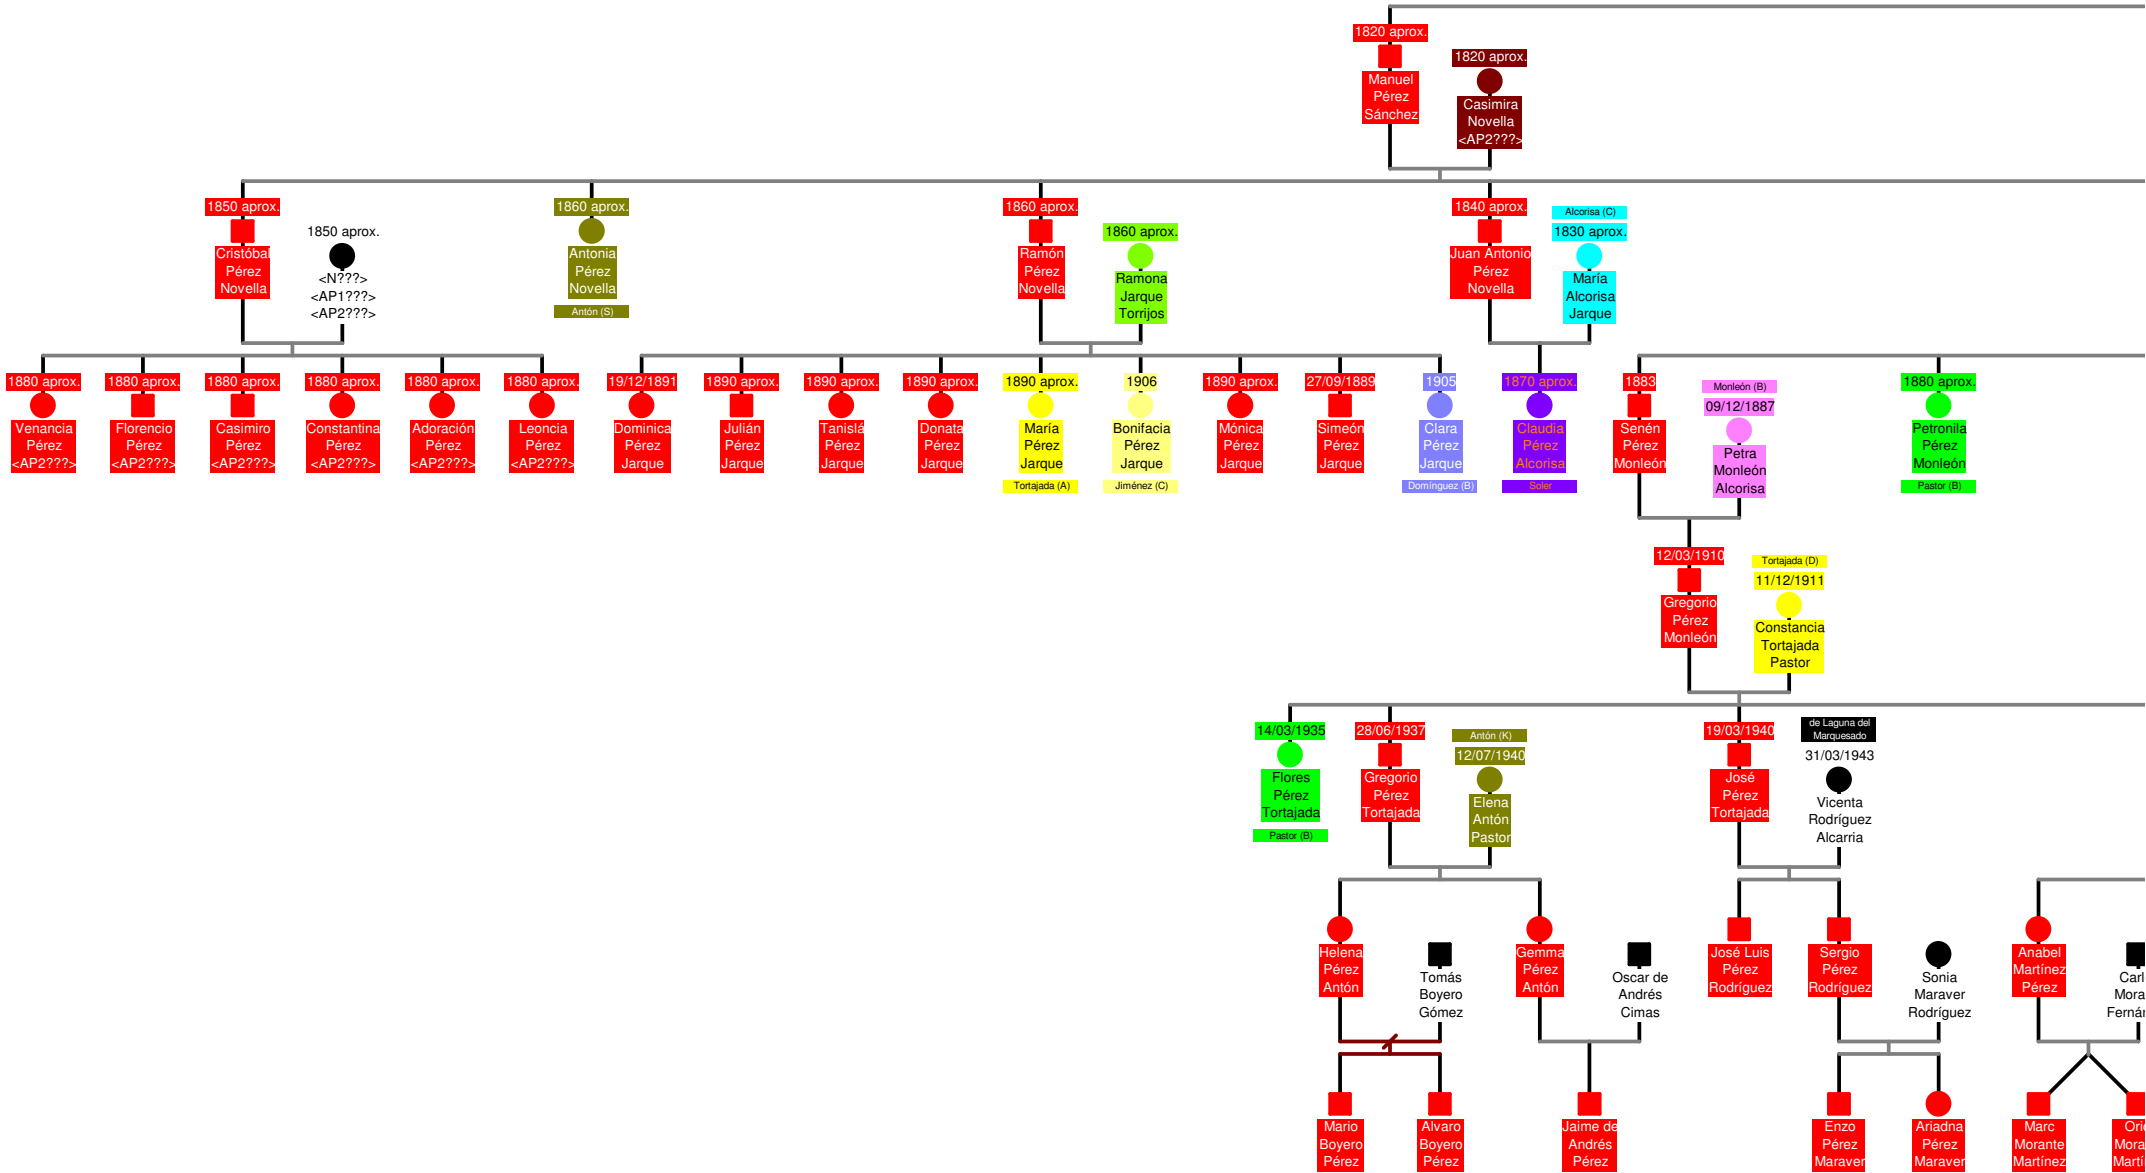 1820 aprox.
Manuel
Pérez
Sánchez
1820 aprox.
Casimira
Novella
<AP2???>
1850 aprox.
Cristóbal
Pérez
Novella
1850 aprox.
<N???>
<AP1???>
<AP2???>
1860 aprox.
Antonia
Pérez
Novella
Antón (S)
1860 aprox.
Ramón
Pérez
Novella
1860 aprox.
Ramona
Jarque
Torrijos
1840 aprox.
Juan Antonio
Pérez
Novella
Alcorisa (C)
1830 aprox.
María
Alcorisa
Jarque
1880 aprox.
Venancia
Pérez
<AP2???>
1880 aprox.
Florencio
Pérez
<AP2???>
1880 aprox.
Casimiro
Pérez
<AP2???>
1880 aprox.
Constantina
Pérez
<AP2???>
1880 aprox.
Adoración
Pérez
<AP2???>
1880 aprox.
Leoncia
Pérez
<AP2???>
19/12/1891
Dominica
Pérez
Jarque
1890 aprox.
Julián
Pérez
Jarque
1890 aprox.
Tanislá
Pérez
Jarque
1890 aprox.
Donata
Pérez
Jarque
1890 aprox.
María
Pérez
Jarque
Tortajada (A)
1906
Bonifacia
Pérez
Jarque
Jiménez (C)
1890 aprox.
Mónica
Pérez
Jarque
27/09/1889
Simeón
Pérez
Jarque
1905
Clara
Pérez
Jarque
Domínguez (B)
1870 aprox.
Claudia
Pérez
Alcorisa
Soler
1883
Senén
Pérez
Monleón
Monleón (B)
09/12/1887
Petra
Monleón
Alcorisa
1880 aprox.
Petronila
Pérez
Monleón
Pastor (B)
12/03/1910
Gregorio
Pérez
Monleón
Tortajada (D)
11/12/1911
Constancia
Tortajada
Pastor
14/03/1935
Flores
Pérez
Tortajada
Pastor (B)
28/06/1937
Gregorio
Pérez
Tortajada
Antón (K)
12/07/1940
Elena
Antón
Pastor
19/03/1940
José
Pérez
Tortajada
de Laguna del
Marquesado
31/03/1943
Vicenta
Rodríguez
Alcarria
Helena
Pérez
Antón
Tomás
Boyero
Gómez
Gemma
Pérez
Antón
Oscar de
Andrés
Cimas
José Luis
Pérez
Rodríguez
Sergio
Pérez
Rodríguez
Sonia
Maraver
Rodríguez
Anabel
Martínez
Pérez
Mario
Boyero
Pérez
Alvaro
Boyero
Pérez
Jaime de
Andrés
Pérez
Enzo
Pérez
Maraver
Ariadna
Pérez
Maraver
Marc
Morante
Martínez